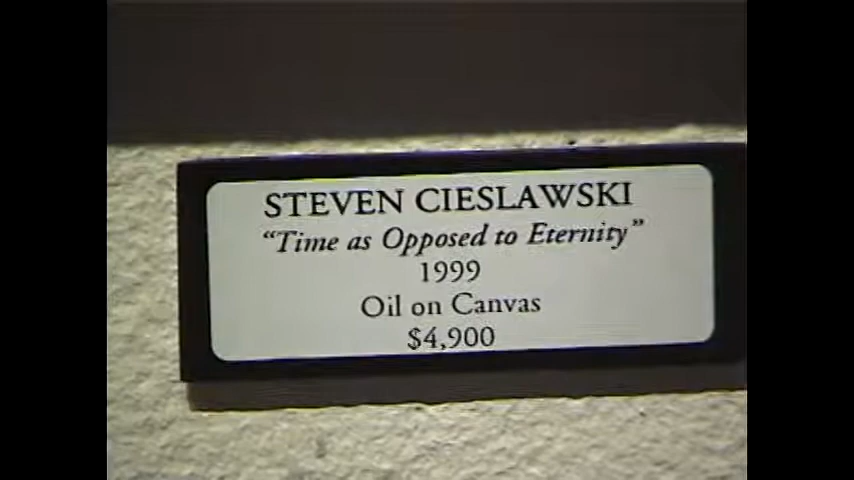 STEVEN CIESLAWSKI
“Time as Opposed to Eternity”
1999
Oil on Canvas
$4,900